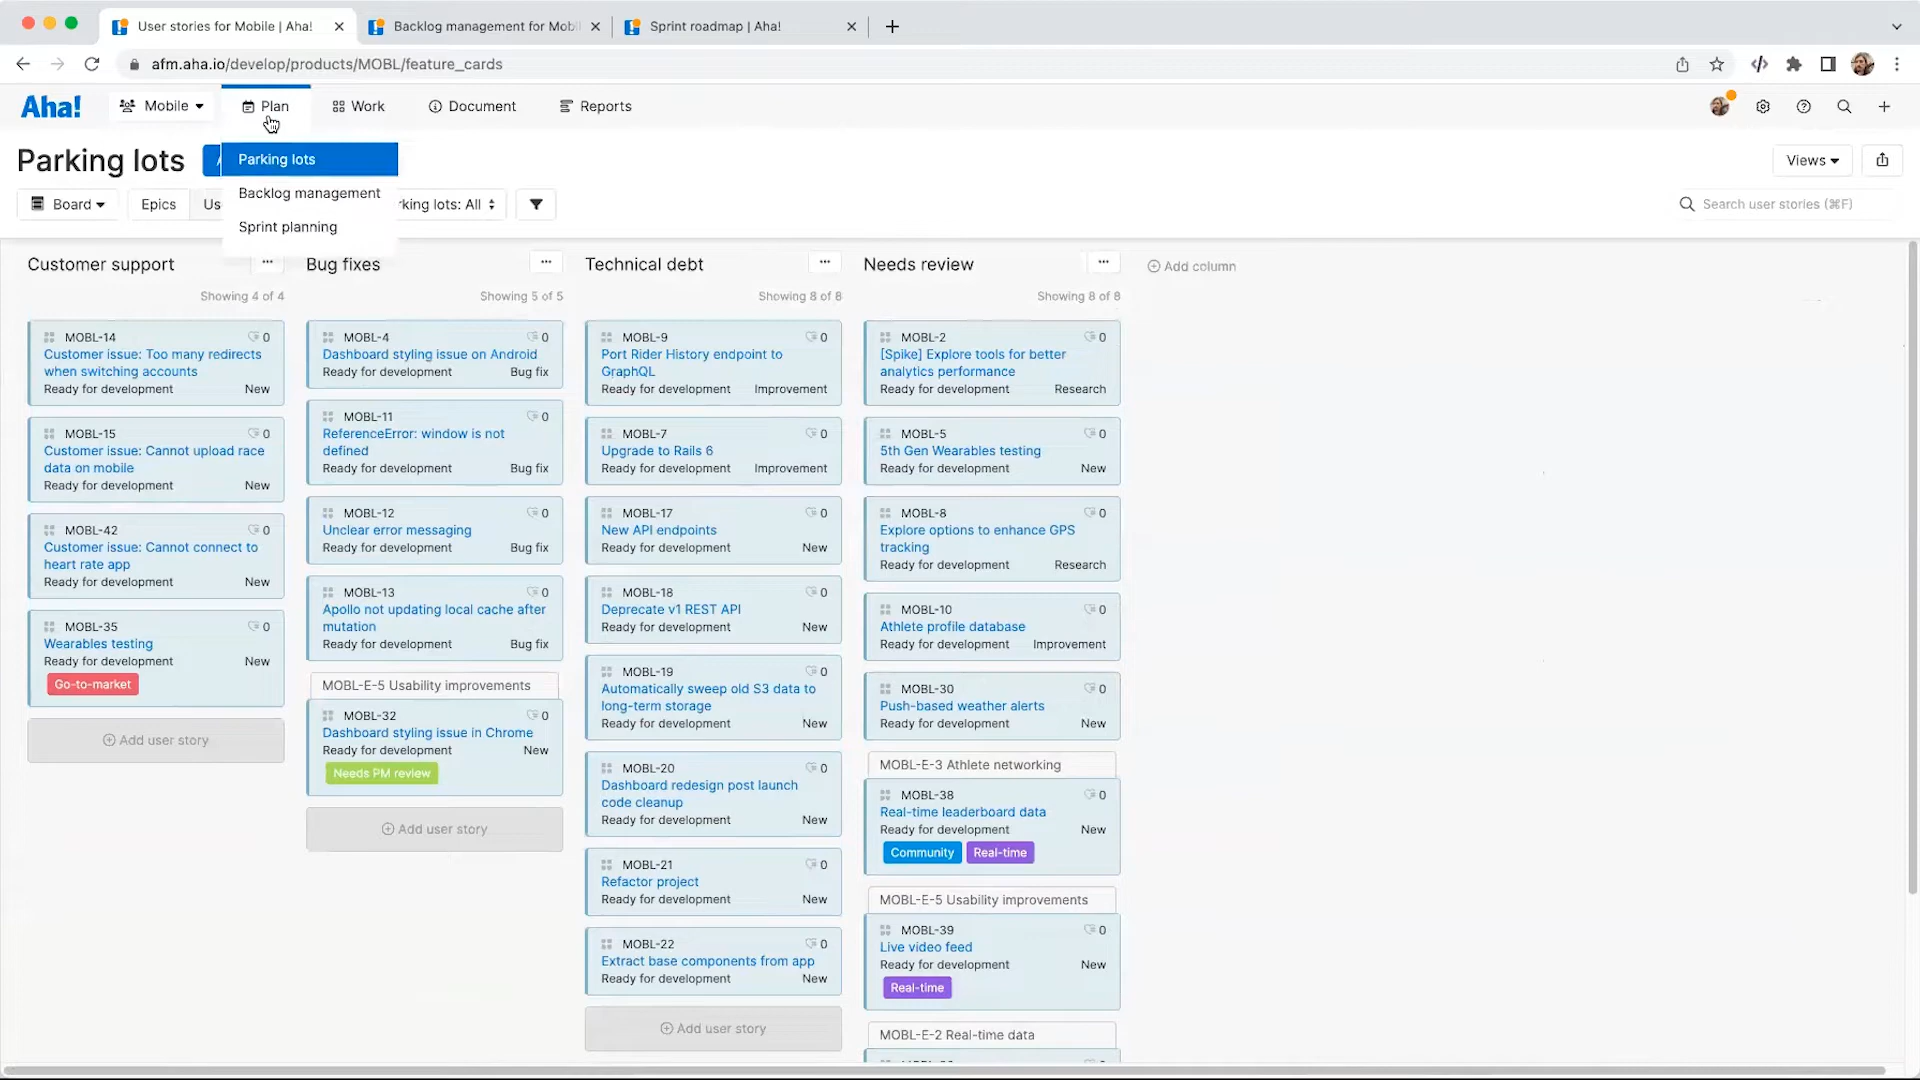 User stories for Mobile | Aha!
Backlog management for Mobil
Sprint roadmap | Aha!
afm.aha.io/develop/products/MOBL/feature_cards
Aha!
Mobile
Plan
Work
Document
Reports
Parking lots
Parking lots
Backlog management
Sprint planning
Views
Board
Epics
Us
rking lots: All
Search user stories (⌘F)
Customer support
Showing 4 of 4
MOBL-14
0
Customer issue: Too many redirects
when switching accounts
Ready for development
New
MOBL-15
0
Customer issue: Cannot upload race
data on mobile
Ready for development
New
MOBL-42
0
Customer issue: Cannot connect to
heart rate app
Ready for development
New
MOBL-35
0
Wearables testing
Ready for development
New
Go-to-market
Add user story
Bug fixes
Showing 5 of 5
MOBL-4
0
Dashboard styling issue on Android
Ready for development
Bug fix
MOBL-11
0
ReferenceError: window is not
defined
Ready for development
Bug fix
MOBL-12
0
Unclear error messaging
Ready for development
Bug fix
MOBL-13
0
Apollo not updating local cache after
mutation
Ready for development
Bug fix
MOBL-E-5 Usability improvements
MOBL-32
0
Dashboard styling issue in Chrome
Ready for development
New
Needs PM review
Add user story
Technical debt
Showing 8 of 8
MOBL-9
0
Port Rider History endpoint to
GraphQL
Ready for development
Improvement
MOBL-7
0
Upgrade to Rails 6
Ready for development
Improvement
MOBL-17
0
New API endpoints
Ready for development
New
MOBL-18
0
Deprecate v1 REST API
Ready for development
New
MOBL-19
0
Automatically sweep old S3 data to
long-term storage
Ready for development
New
MOBL-20
0
Dashboard redesign post launch
code cleanup
Ready for development
New
MOBL-21
0
Refactor project
Ready for development
New
MOBL-22
0
Extract base components from app
Ready for development
New
Add user story
Needs review
Showing 8 of 8
MOBL-2
0
[Spike] Explore tools for better
analytics performance
Ready for development
Research
MOBL-5
0
5th Gen Wearables testing
Ready for development
New
MOBL-8
0
Explore options to enhance GPS
tracking
Ready for development
Research
MOBL-10
0
Athlete profile database
Ready for development
Improvement
MOBL-30
0
Push-based weather alerts
Ready for development
New
MOBL-E-3 Athlete networking
MOBL-38
0
Real-time leaderboard data
Ready for development
New
Community
Real-time
MOBL-E-5 Usability improvements
MOBL-39
0
Live video feed
Ready for development
New
Real-time
MOBL-E-2 Real-time data
Add column